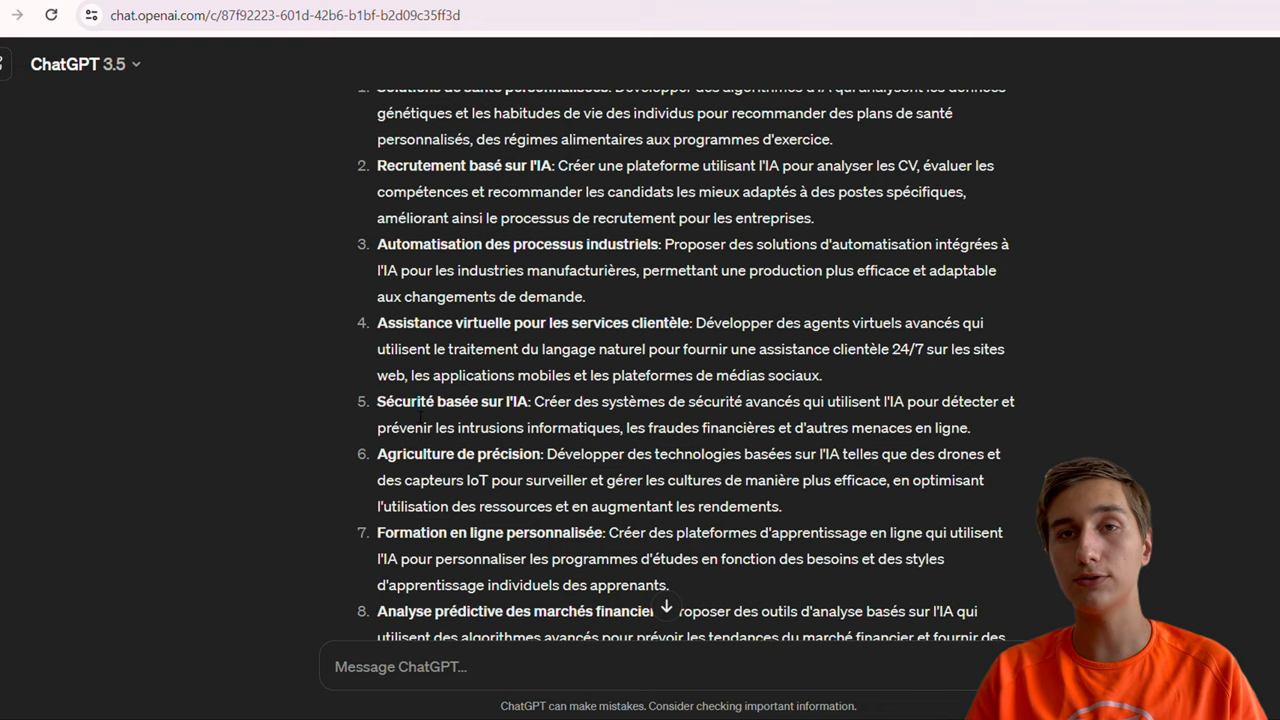 chat.openai.com/c/87f92223-601d-42b6-b1bf-b2d09c35ff3d
ChatGPT 3.5
1. Solutions de santé personnalisées: Développer des algorithmes d'IA qui analysent les données
génétiques et les habitudes de vie des individus pour recommander des plans de santé
personnalisés, des régimes alimentaires aux programmes d'exercice.
2. Recrutement basé sur l'IA: Créer une plateforme utilisant l'IA pour analyser les CV, évaluer les
compétences et recommander les candidats les mieux adaptés à des postes spécifiques,
améliorant ainsi le processus de recrutement pour les entreprises.
3. Automatisation des processus industriels: Proposer des solutions d'automatisation intégrées à
l'IA pour les industries manufacturières, permettant une production plus efficace et adaptable
aux changements de demande.
4. Assistance virtuelle pour les services clientèle: Développer des agents virtuels avancés qui
utilisent le traitement du langage naturel pour fournir une assistance clientèle 24/7 sur les sites
web, les applications mobiles et les plateformes de médias sociaux.
5. Sécurité basée sur l'IA: Créer des systèmes de sécurité avancés qui utilisent l'IA pour détecter et
prévenir les intrusions informatiques, les fraudes financières et d'autres menaces en ligne.
6. Agriculture de précision: Développer des technologies basées sur l'IA telles que des drones et
des capteurs IoT pour surveiller et gérer les cultures de manière plus efficace, en optimisant
l'utilisation des ressources et en augmentant les rendements.
7. Formation en ligne personnalisée: Créer des plateformes d'apprentissage en ligne qui utilisent
l'IA pour personnaliser les programmes d'études en fonction des besoins et des styles
d'apprentissage individuels des apprenants.
8. Analyse prédictive des marchés financier roposer des outils d'analyse basés sur l'IA qui
utilisent des algorithmes avancés pour prévoir les tendances du marché financier et fournir des
Message ChatGPT...
ChatGPT can make mistakes. Consider checking important information.